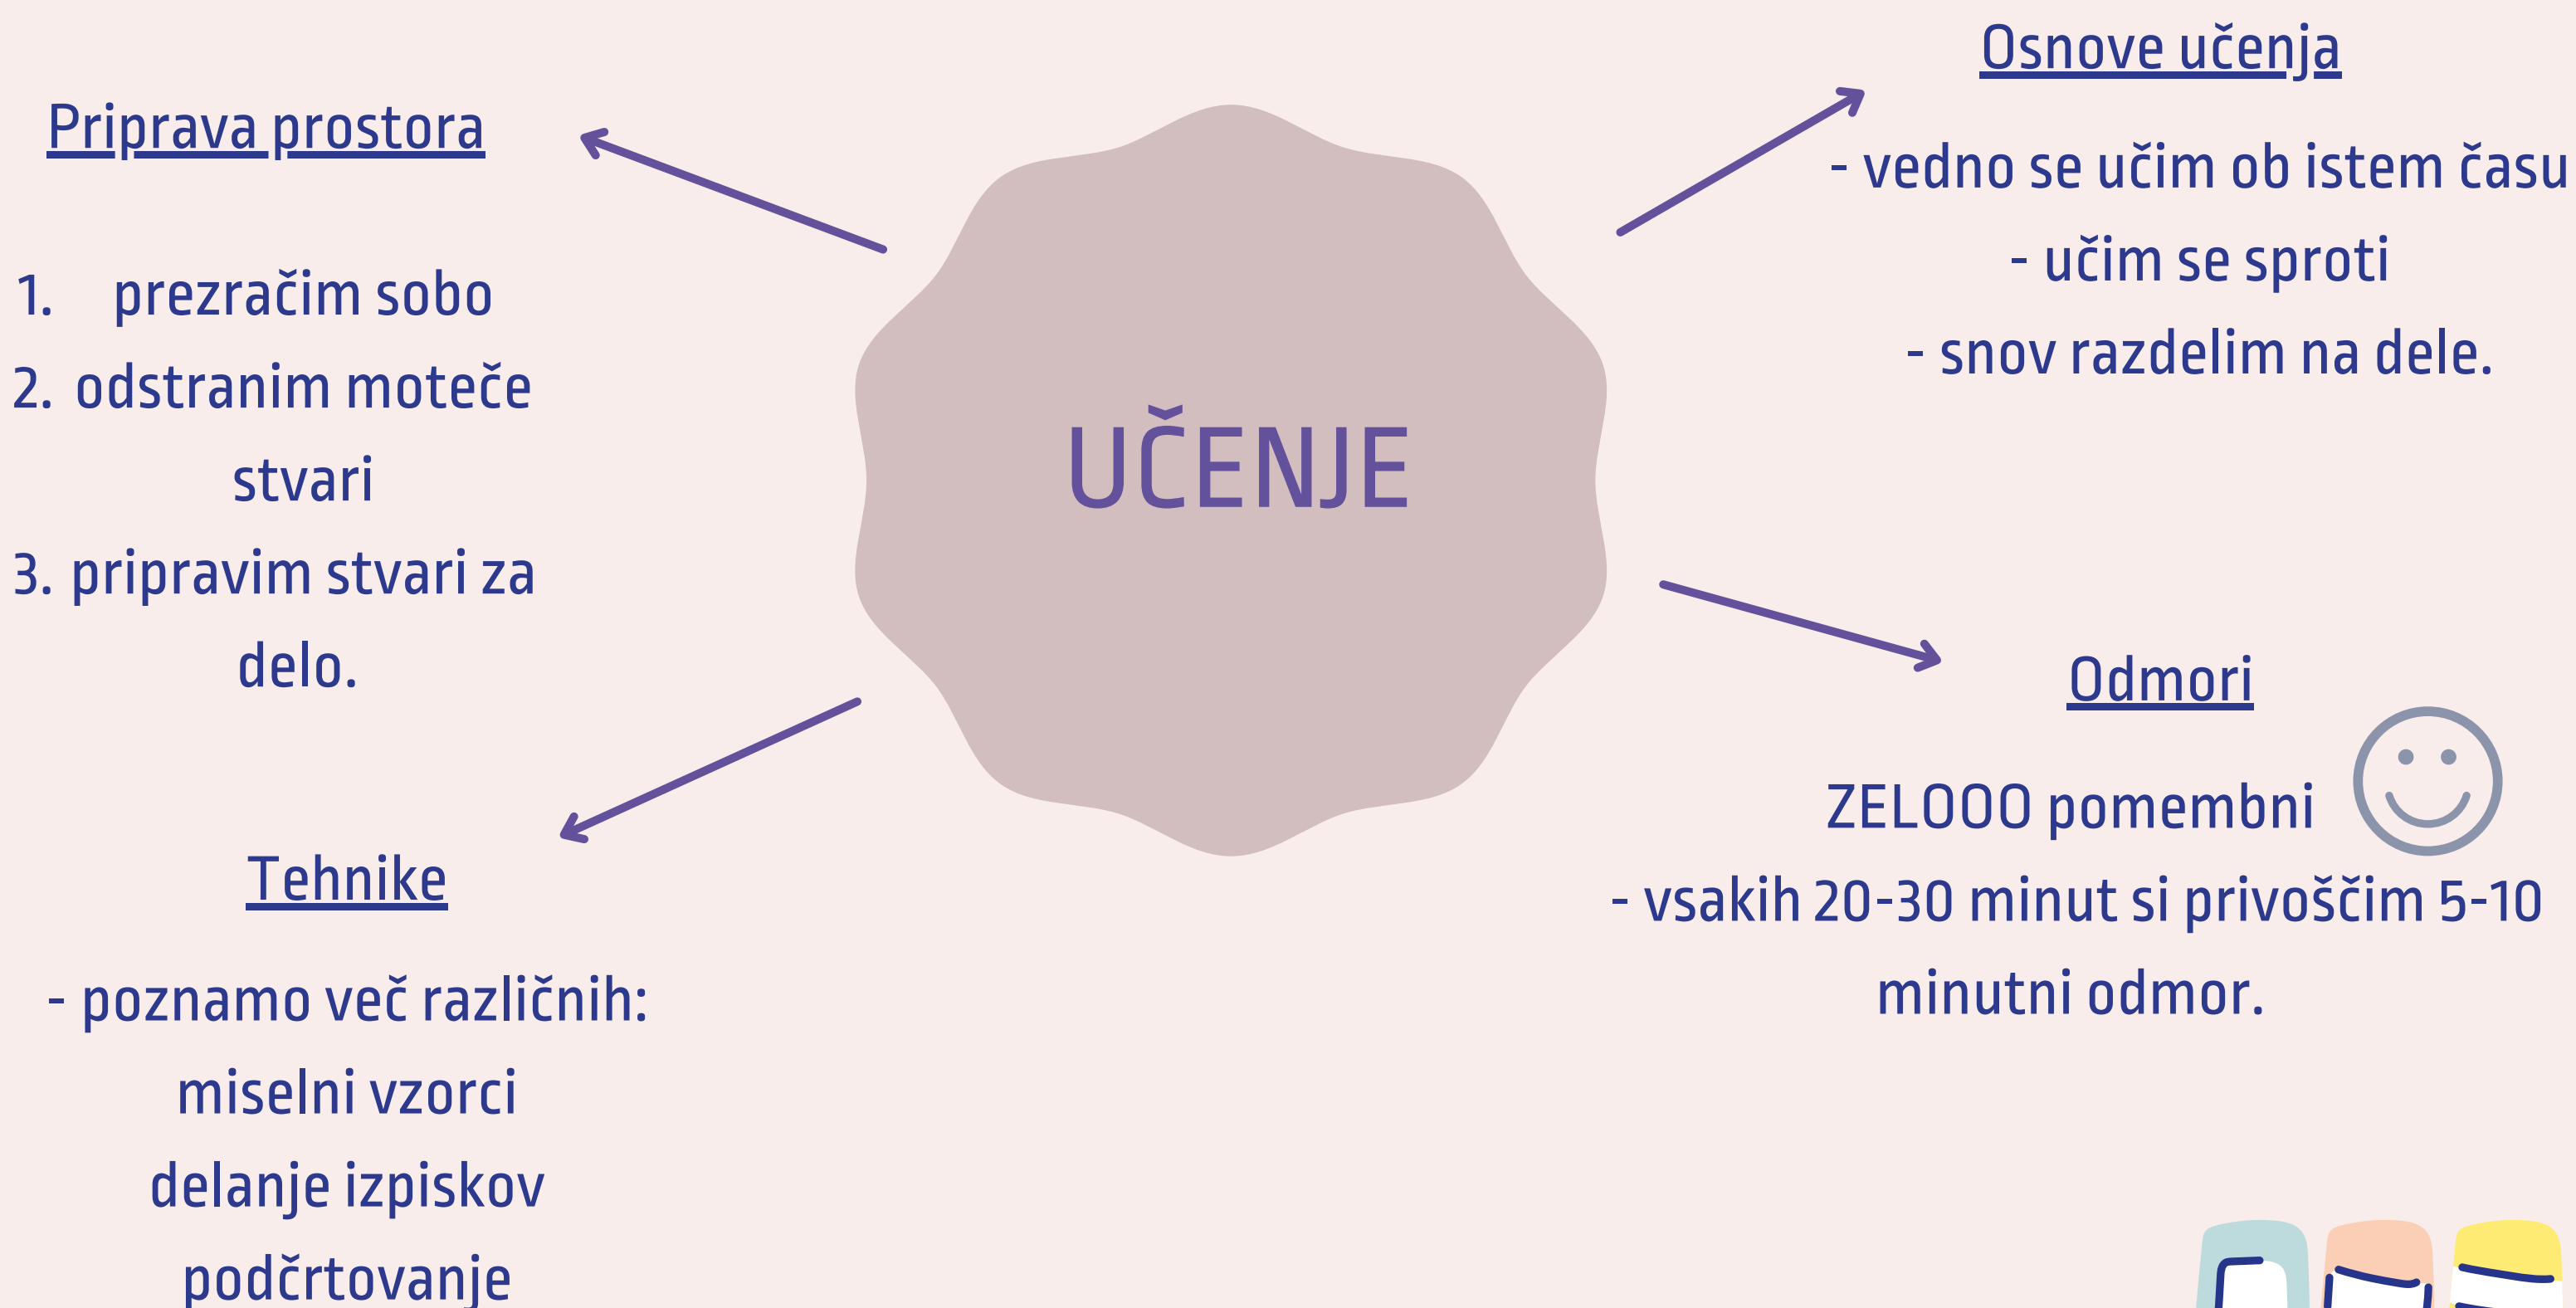 Priprava prostora
1. prezračim sobo
2. odstranim moteče
stvari
3. pripravim stvari za
delo.
UČENJE
Osnove učenja
- vedno se učim ob istem času
- učim se sproti
- snov razdelim na dele.
Tehnike
- poznamo več različnih:
miselni vzorci
delanje izpiskov
podčrtovanje
Odmori
ZELOOO pomembni
- vsakih 20-30 minut si privoščim 5-10
minutni odmor.